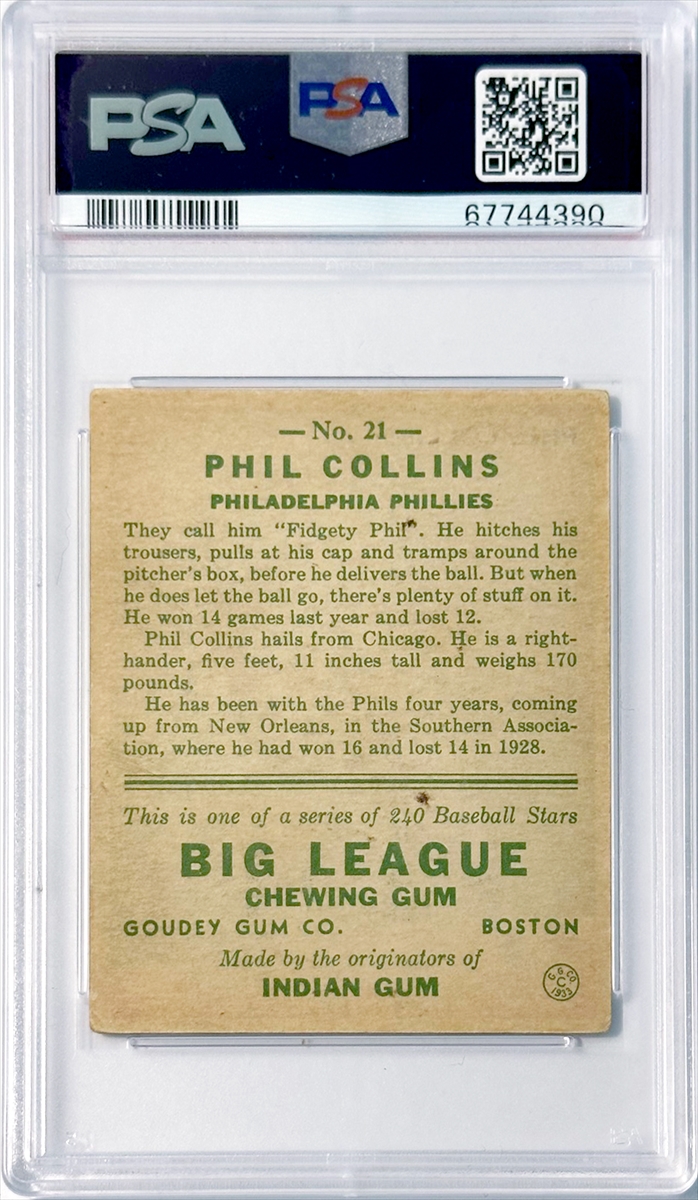 PSA
PSA
67744390
— No. 21 —
PHIL COLLINS
PHILADELPHIA PHILLIES
They call him "Fidgety Phil". He hitches his
trousers, pulls at his cap and tramps around the
pitcher's box, before he delivers the ball. But when
he does let the ball go, there's plenty of stuff on it.
He won 14 games last year and lost 12.
Phil Collins hails from Chicago. He is a right-
hander, five feet, 11 inches tall and weighs 170
pounds.
He has been with the Phils four years, coming
up from New Orleans, in the Southern Associa-
tion, where he had won 16 and lost 14 in 1928.
This is one of a series of 240 Baseball Stars
BIG LEAGUE
CHEWING GUM
GOUDEY GUM CO. BOSTON
Made by the originators of
INDIAN GUM
G G CO
C
1933